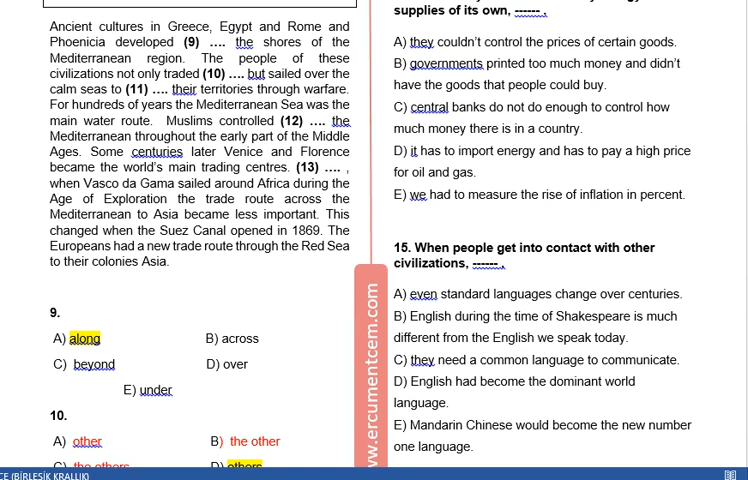 Ancient cultures in Greece, Egypt and Rome and
Phoenicia developed (9) .... the shores of the
Mediterranean region. The people of these
civilizations not only traded (10) .... but sailed over the
calm seas to (11) .... their territories through warfare.
For hundreds of years the Mediterranean Sea was the
main water route. Muslims controlled (12) .... the
Mediterranean throughout the early part of the Middle
Ages. Some centuries later Venice and Florence
became the world's main trading centres. (13) .... ,
when Vasco da Gama sailed around Africa during the
Age of Exploration the trade route across the
Mediterranean to Asia became less important. This
changed when the Suez Canal opened in 1869. The
Europeans had a new trade route through the Red Sea
to their colonies Asia.
9.
A) along B) across
C) beyond D) over
E) under
10.
A) other B) the other
C) the others D) others
www.ercumentcem.com
supplies of its own, ------ .
A) they couldn't control the prices of certain goods.
B) governments printed too much money and didn't
have the goods that people could buy.
C) central banks do not do enough to control how
much money there is in a country.
D) it has to import energy and has to pay a high price
for oil and gas.
E) we had to measure the rise of inflation in percent.
15. When people get into contact with other
civilizations, ------ .
A) even standard languages change over centuries.
B) English during the time of Shakespeare is much
different from the English we speak today.
C) they need a common language to communicate.
D) English had become the dominant world
language.
E) Mandarin Chinese would become the new number
one language.
CE (BİRLEŞİK KRALLIK)